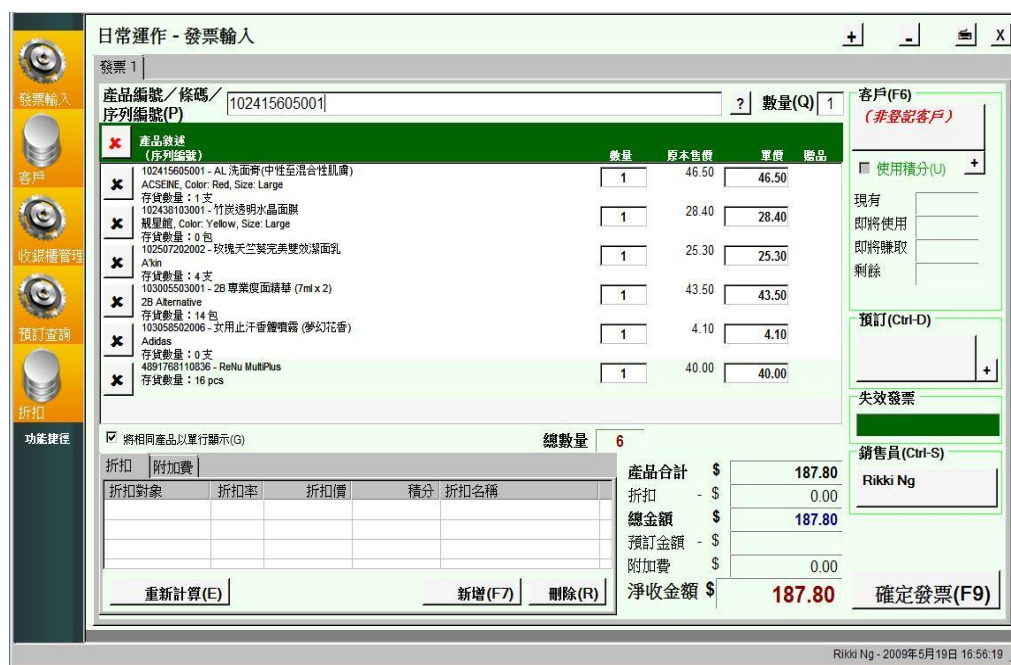 日常運作 - 發票輸入
+ - X
發票輸入
客戶
收銀櫃管理
預訂查詢
折扣
功能捷徑
發票 1
產品編號／條碼／
序列編號(P)
102415605001
? 數量(Q) 1
產品敘述
(序列編號)
數量 原本售價 單價 贈品
102415605001 - AL 洗面膏(中性至混合性肌膚)
ACSEINE, Color: Red, Size: Large
存貨數量：1 支
1 46.50 46.50
102438103001 - 竹炭透明水晶面膜
靚星館, Color: Yellow, Size: Large
存貨數量：0 包
1 28.40 28.40
102507202002 - 玫瑰天竺葵完美雙效潔面乳
A'kin
存貨數量：4 支
1 25.30 25.30
103005503001 - 2B 專業痘面精華 (7ml x 2)
2B Alternative
存貨數量：14 包
1 43.50 43.50
103058502006 - 女用止汗香體噴霧 (夢幻花香)
Adidas
存貨數量：0 支
1 4.10 4.10
4891768110836 - ReNu MultiPlus
存貨數量：16 pcs
1 40.00 40.00
將相同產品以單行顯示(G)
總數量 6
折扣 附加費
折扣對象 折扣率 折扣價 積分 折扣名稱
重新計算(E) 新增(F7) 刪除(R)
產品合計 $ 187.80
折扣 - $ 0.00
總金額 $ 187.80
預訂金額 - $
附加費 $ 0.00
淨收金額 $ 187.80
客戶(F6)
(非登記客戶)
使用積分(U) +
現有
即將使用
即將賺取
剩餘
預訂(Ctrl-D)
+
失效發票
銷售員(Ctrl-S)
Rikki Ng
確定發票(F9)
Rikki Ng - 2009年5月19日 16:56:19